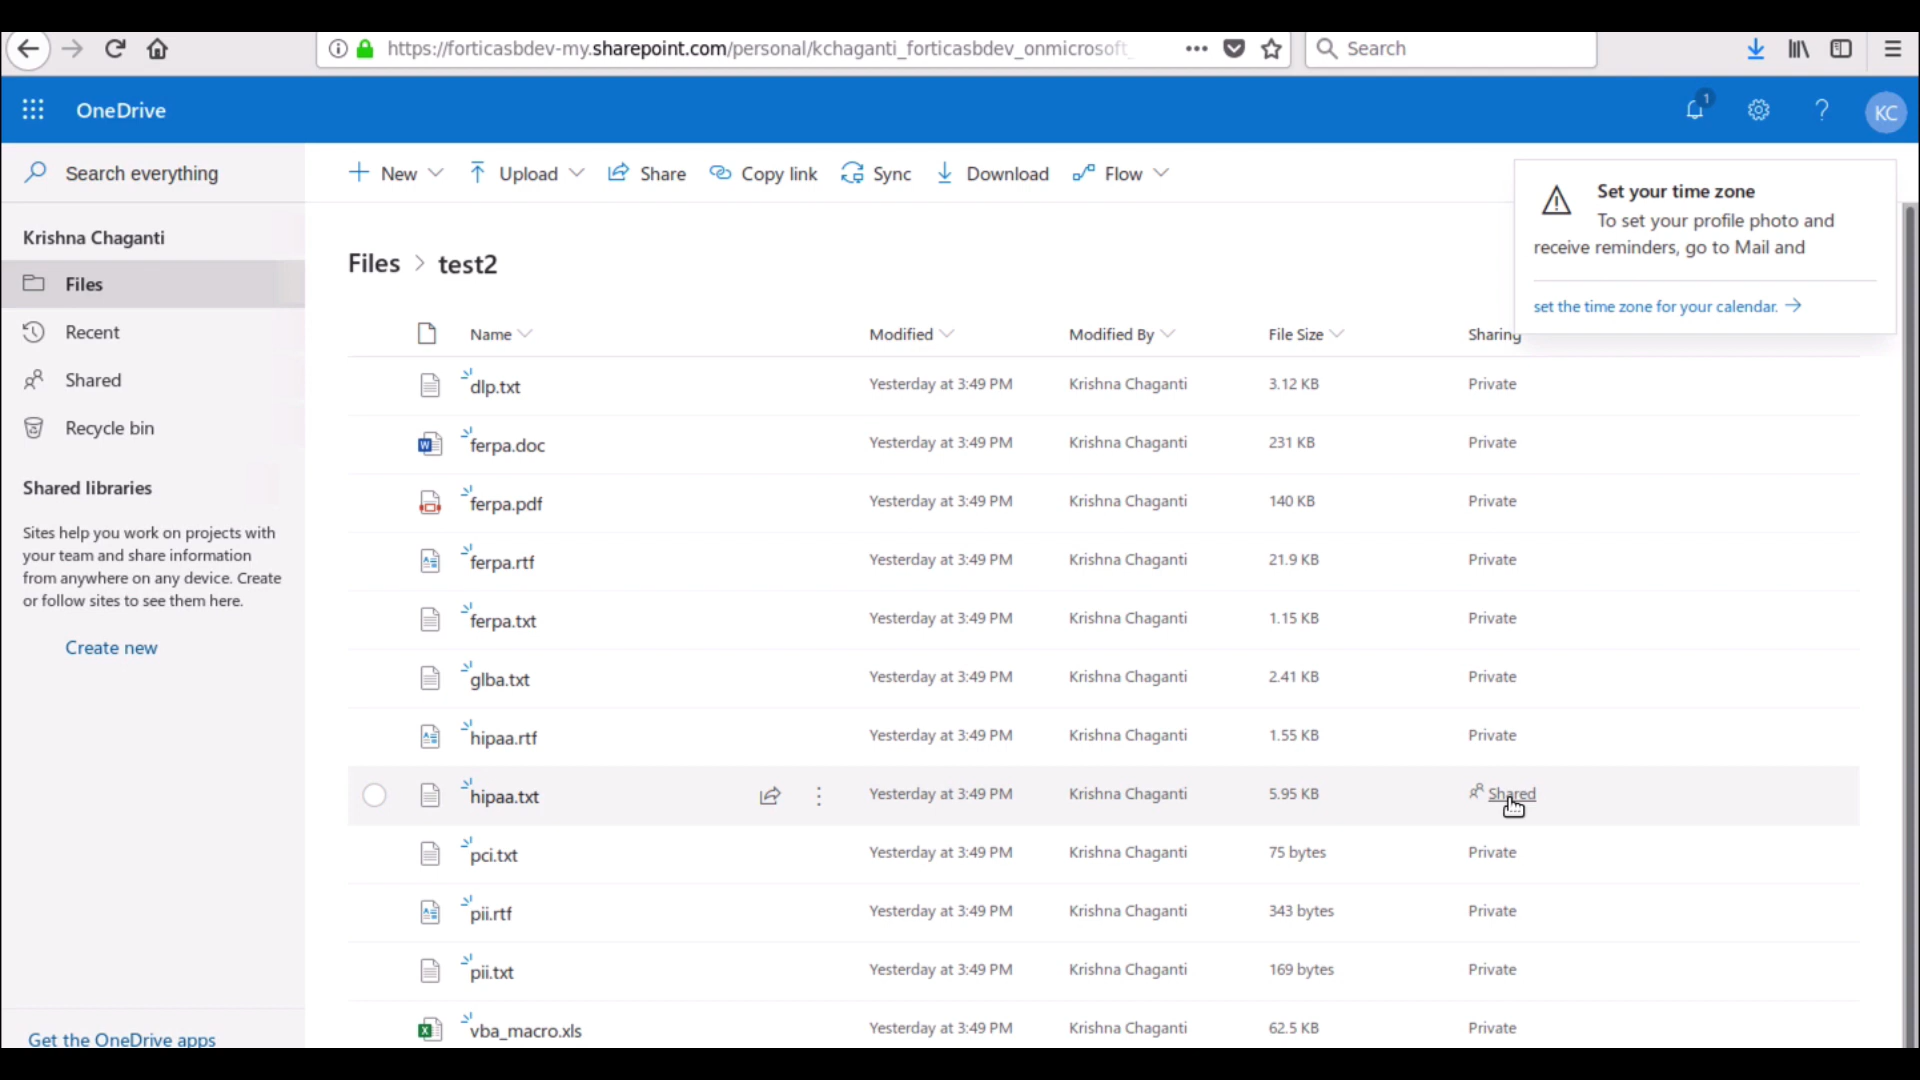 https://forticasbdev-my.sharepoint.com/personal/kchaganti_forticasbdev_onmicrosoft
Search
OneDrive
1
KC
Search everything
New
Upload
Share
Copy link
Sync
Download
Flow
Set your time zone
To set your profile photo and
receive reminders, go to Mail and
set the time zone for your calendar.
Krishna Chaganti
Files
Recent
Shared
Recycle bin
Shared libraries
Sites help you work on projects with
your team and share information
from anywhere on any device. Create
or follow sites to see them here.
Create new
Get the OneDrive apps
Files > test2
Name Modified Modified By File Size Sharing
dlp.txt Yesterday at 3:49 PM Krishna Chaganti 3.12 KB Private
ferpa.doc Yesterday at 3:49 PM Krishna Chaganti 231 KB Private
ferpa.pdf Yesterday at 3:49 PM Krishna Chaganti 140 KB Private
ferpa.rtf Yesterday at 3:49 PM Krishna Chaganti 21.9 KB Private
ferpa.txt Yesterday at 3:49 PM Krishna Chaganti 1.15 KB Private
glba.txt Yesterday at 3:49 PM Krishna Chaganti 2.41 KB Private
hipaa.rtf Yesterday at 3:49 PM Krishna Chaganti 1.55 KB Private
hipaa.txt Yesterday at 3:49 PM Krishna Chaganti 5.95 KB Shared
pci.txt Yesterday at 3:49 PM Krishna Chaganti 75 bytes Private
pii.rtf Yesterday at 3:49 PM Krishna Chaganti 343 bytes Private
pii.txt Yesterday at 3:49 PM Krishna Chaganti 169 bytes Private
vba_macro.xls Yesterday at 3:49 PM Krishna Chaganti 62.5 KB Private